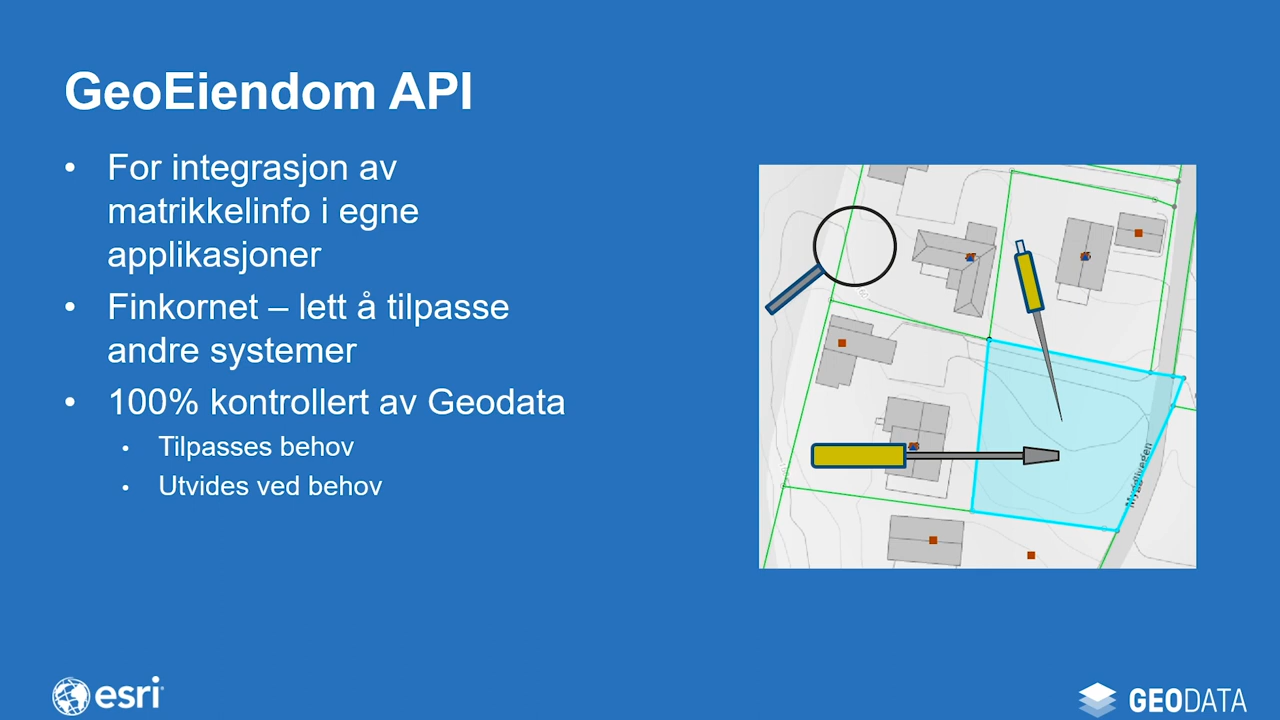 GeoEiendom API
• For integrasjon av
matrikkelinfo i egne
applikasjoner
• Finkornet – lett å tilpasse
andre systemer
• 100% kontrollert av Geodata
• Tilpasses behov
• Utvides ved behov
esri
GEODATA